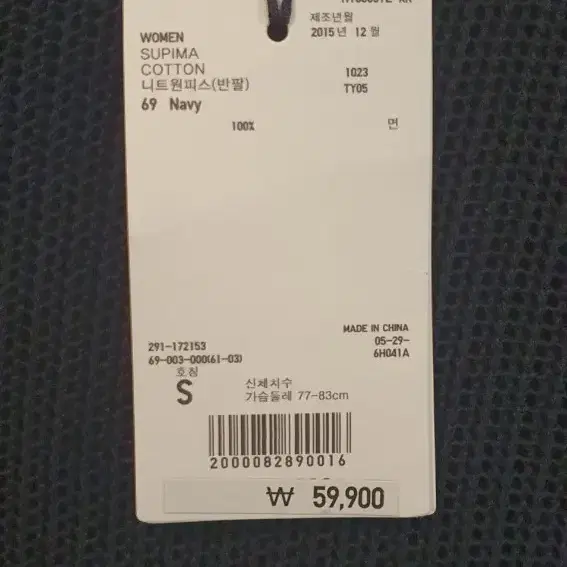 제조년월
2015년 12월
WOMEN
SUPIMA
COTTON
니트원피스(반팔)
69 Navy
1023
TY05
100% 면
MADE IN CHINA
291-172153 05-29-
69-003-000(61-03) 6H041A
호칭
S
신체치수
가슴둘레 77-83cm
2000082890016
₩ 59,900